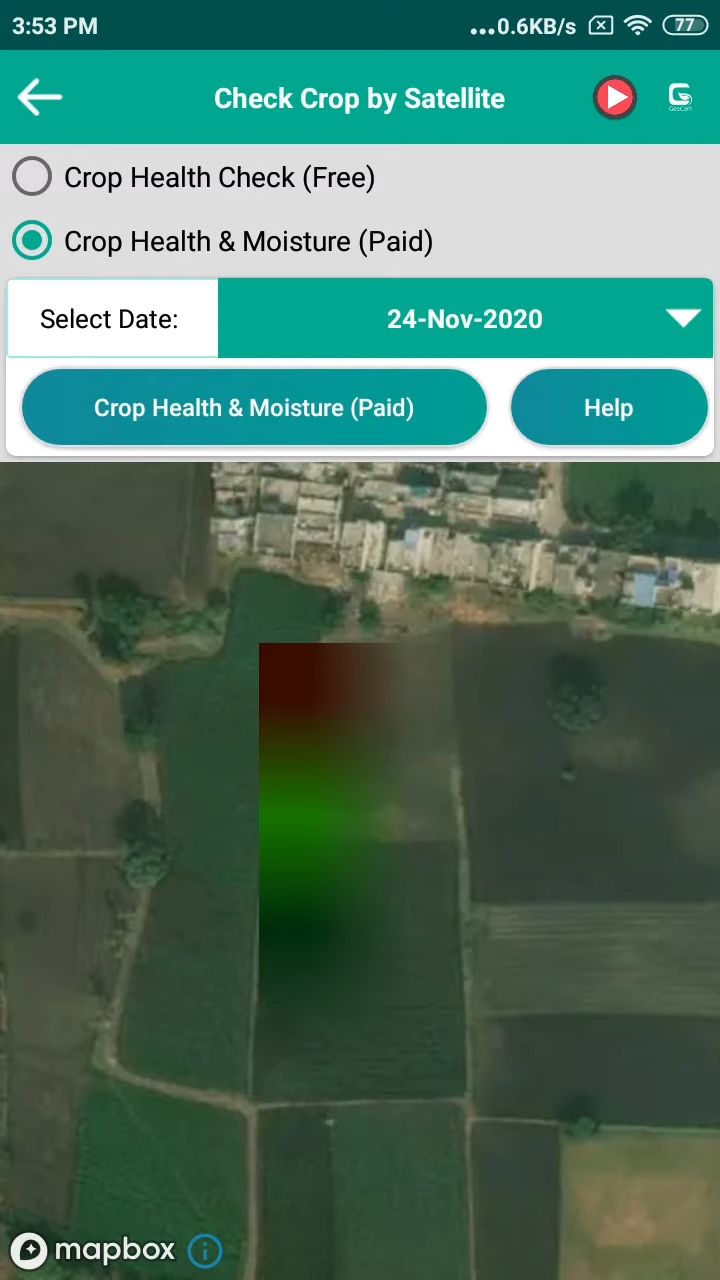 3:53 PM
...0.6KB/s
77
Check Crop by Satellite
GeoCom
Crop Health Check (Free)
Crop Health & Moisture (Paid)
Select Date:
24-Nov-2020
Crop Health & Moisture (Paid)
Help
mapbox